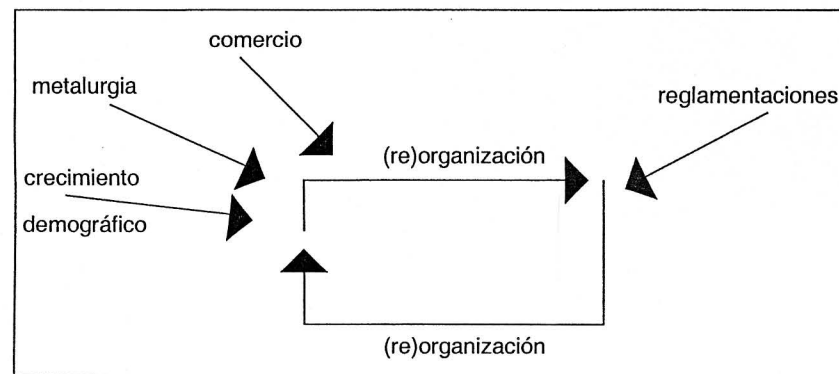 comercio
metalurgia
reglamentaciones
(re)organización
crecimiento
demográfico
(re)organización